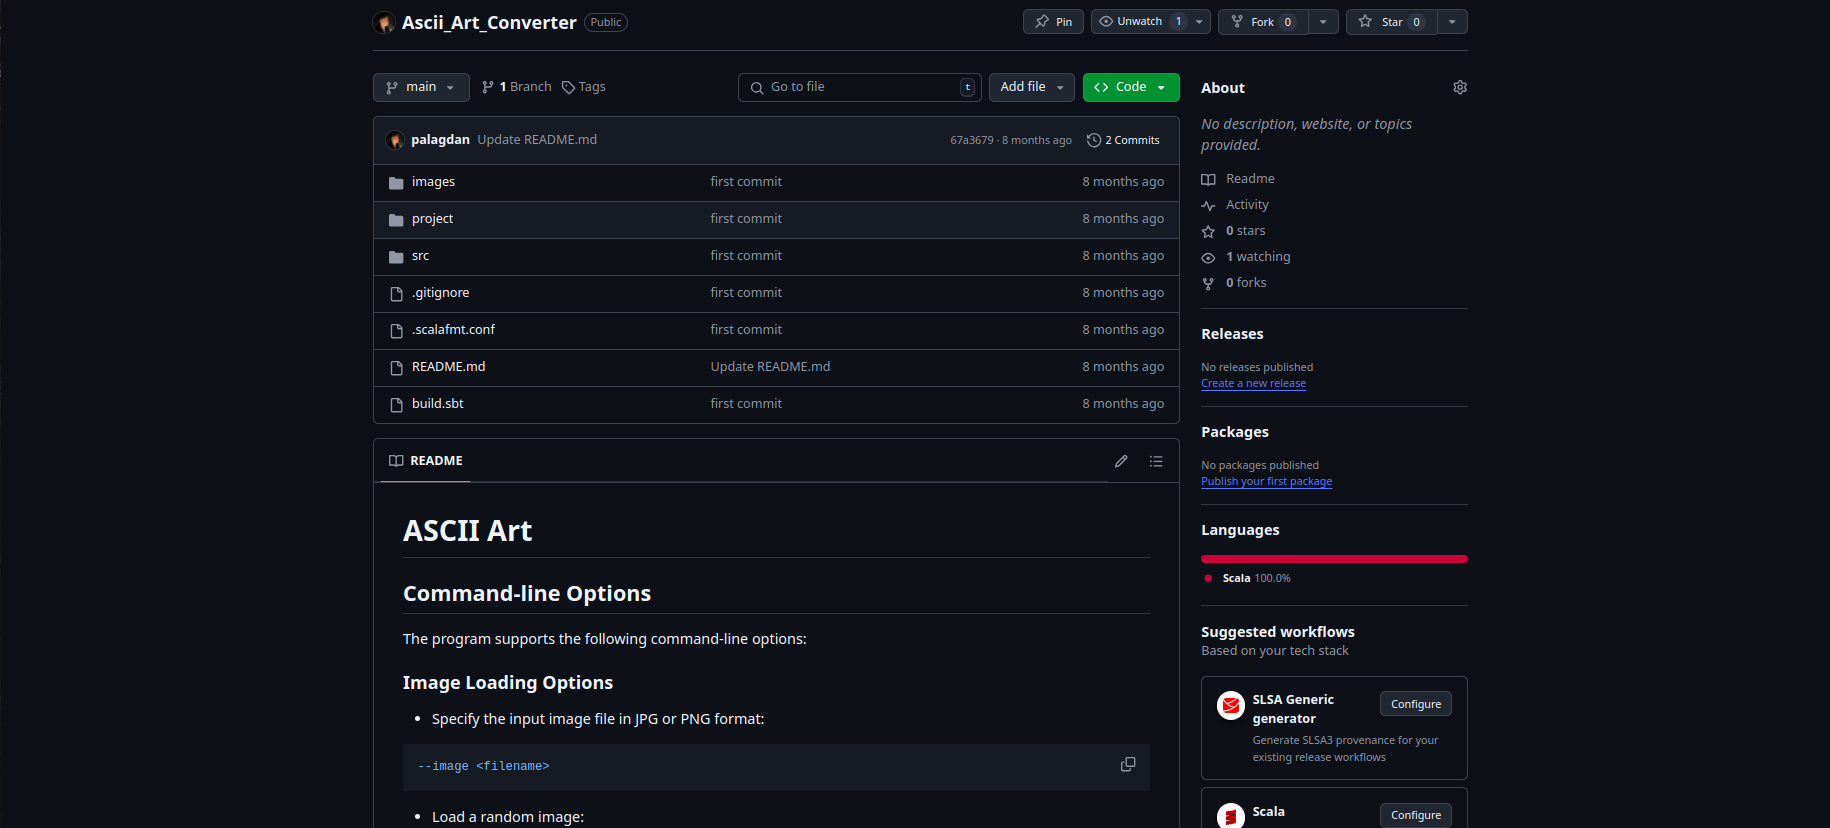 Ascii_Art_Converter Public
Pin Unwatch 1 Fork 0 Star 0
main 1 Branch Tags Go to file t Add file Code
palagdan Update README.md 67a3679 · 8 months ago 2 Commits
images first commit 8 months ago
project first commit 8 months ago
src first commit 8 months ago
.gitignore first commit 8 months ago
.scalafmt.conf first commit 8 months ago
README.md Update README.md 8 months ago
build.sbt first commit 8 months ago
README
ASCII Art
Command-line Options
The program supports the following command-line options:
Image Loading Options
• Specify the input image file in JPG or PNG format:
--image <filename>
• Load a random image:
About
No description, website, or topics
provided.
Readme
Activity
0 stars
1 watching
0 forks
Releases
No releases published
Create a new release
Packages
No packages published
Publish your first package
Languages
Scala 100.0%
Suggested workflows
Based on your tech stack
SLSA Generic
generator
Configure
Generate SLSA3 provenance for your
existing release workflows
Scala
Configure